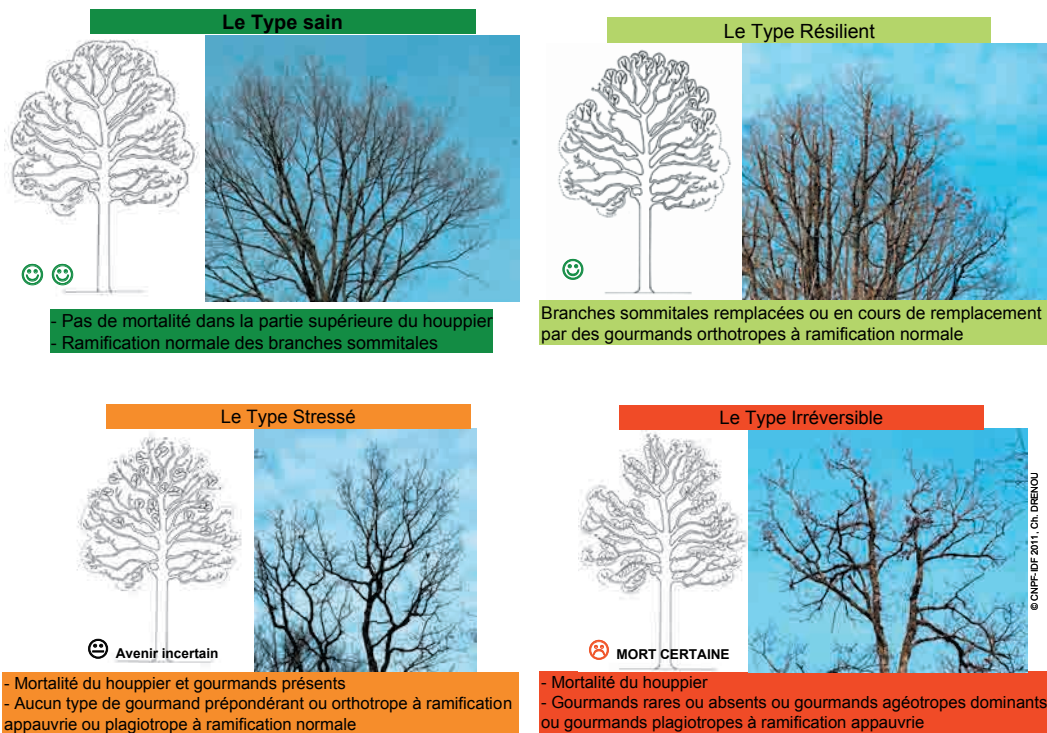 Le Type sain
- Pas de mortalité dans la partie supérieure du houppier
- Ramification normale des branches sommitales
Le Type Résilient
Branches sommitales remplacées ou en cours de remplacement
par des gourmands orthotropes à ramification normale
Le Type Stressé
Avenir incertain
- Mortalité du houppier et gourmands présents
- Aucun type de gourmand prépondérant ou orthotrope à ramification
appauvrie ou plagiotrope à ramification normale
Le Type Irréversible
MORT CERTAINE
© CNPF-IDF 2011, Ch. DRENOU
- Mortalité du houppier
- Gourmands rares ou absents ou gourmands agéotropes dominants
ou gourmands plagiotropes à ramification appauvrie